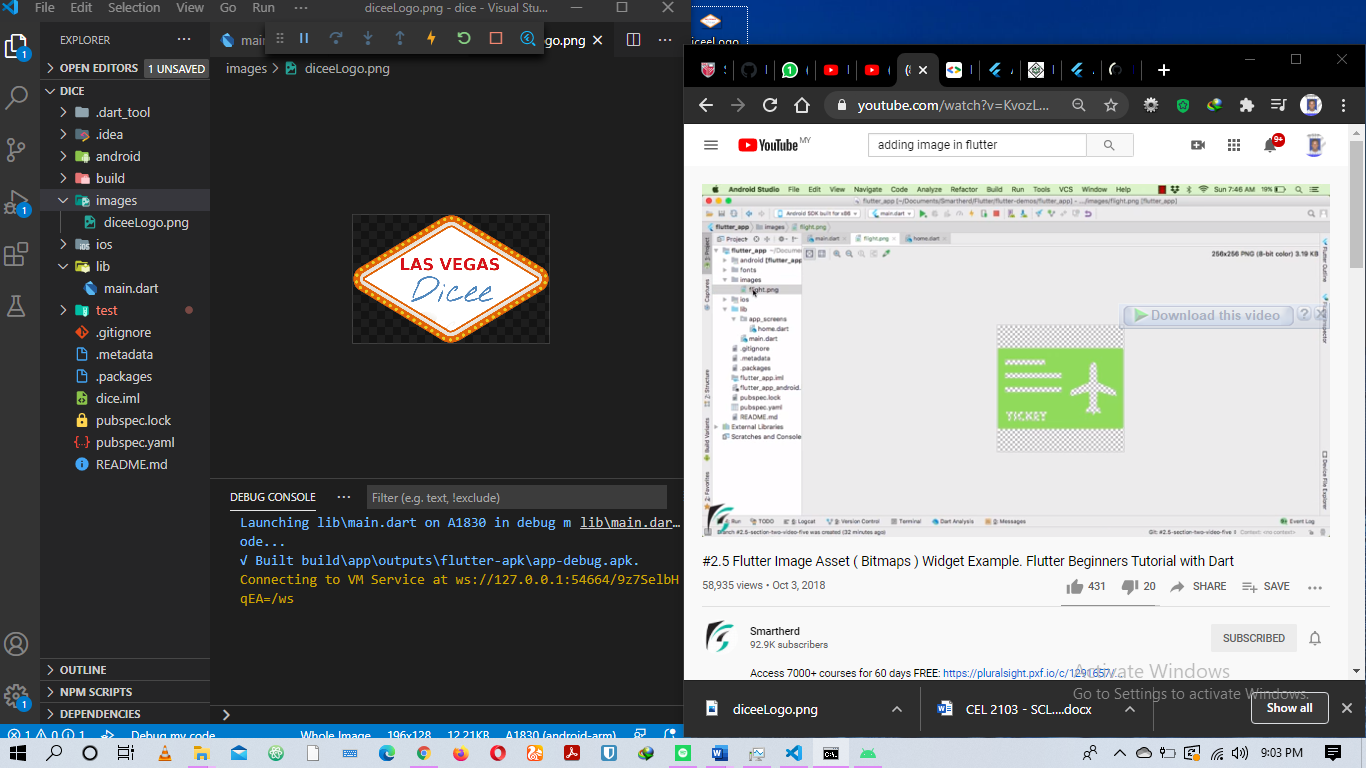 File Edit Selection View Go Run ··· diceeLogo.png - dice - Visual Stu...
EXPLORER
OPEN EDITORS 1 UNSAVED
DICE
.dart_tool
.idea
android
build
images
diceeLogo.png
ios
lib
main.dart
test
.gitignore
.metadata
.packages
dice.iml
pubspec.lock
pubspec.yaml
README.md
OUTLINE
NPM SCRIPTS
DEPENDENCIES
images > diceeLogo.png
LAS VEGAS
Dicee
DEBUG CONSOLE ··· Filter (e.g. text, !exclude)
Launching lib\main.dart on A1830 in debug m lib\main.dar...
ode...
√ Built build\app\outputs\flutter-apk\app-debug.apk.
Connecting to VM Service at ws://127.0.0.1:54664/9z7SelbH
qEA=/ws
1 0 1 Debug my code Whole Image 196x128 12.21KB A1830 (android-arm)
diceeLogo
youtube.com/watch?v=KvozL...
YouTube MY
adding image in flutter
9+
Android Studio File Edit View Navigate Code Analyze Refactor Build Run Tools VCS Window Help 19% Sun 7:46 AM
flutter_app images flight.png
main.dart flight.png home.dart
256x256 PNG (8-bit color) 3.19 KB
fonts
images
flight.png
ios
lib
app_screens
home.dart
main.dart
.gitignore
.metadata
.packages
flutter_app.iml
flutter_app_android.
pubspec.lock
pubspec.yaml
README.md
External Libraries
Scratches and Console
TICKET
Download this video
Run TODO Logcat Version Control Terminal Dart Analysis Messages Event Log
#2.5 Flutter Image Asset ( Bitmaps ) Widget Example. Flutter Beginners Tutorial with Dart
58,935 views • Oct 3, 2018
431 20 SHARE SAVE
Smartherd
92.9K subscribers
SUBSCRIBED
Access 7000+ courses for 60 days FREE: https://pluralsight.pxf.io/c/1291657/...
Activate Windows
Go to Settings to activate Windows.
diceeLogo.png
CEL 2103 - SCL....docx
Show all
9:03 PM